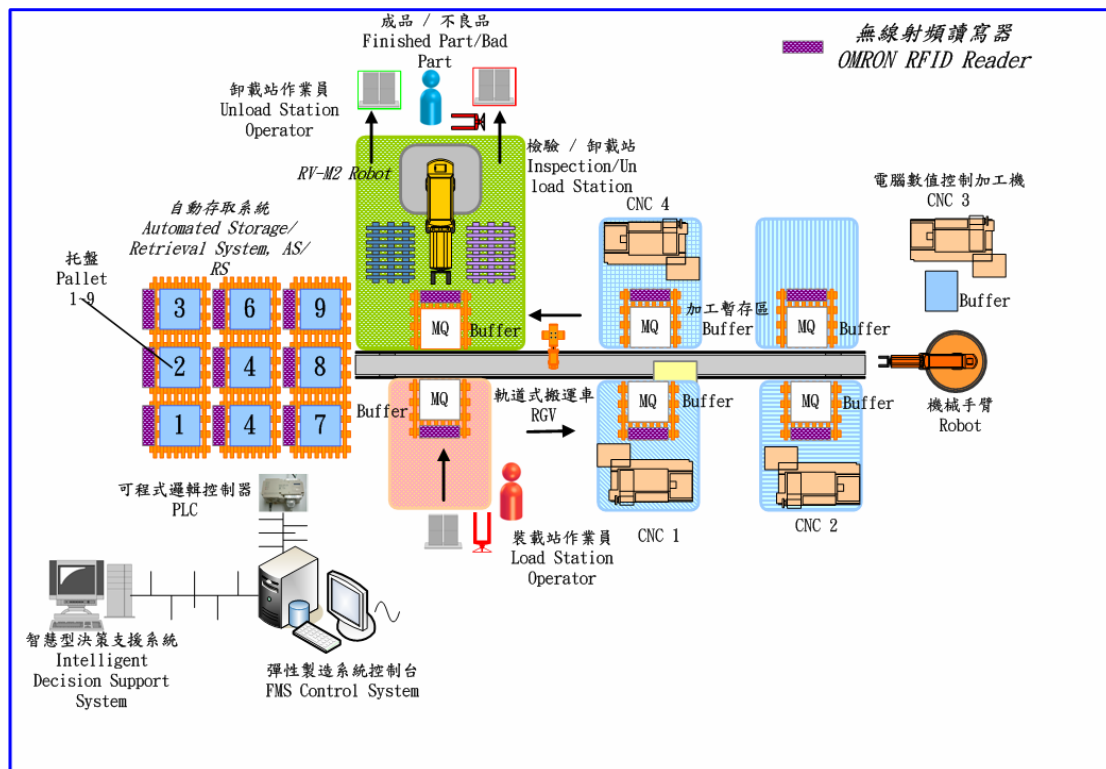 成品 / 不良品
Finished Part/Bad
Part
無線射頻讀寫器
OMRON RFID Reader
卸載站作業員
Unload Station
Operator
RV-M2 Robot
檢驗 / 卸載站
Inspection/Un
load Station
電腦數值控制加工機
CNC 3
CNC 4
自動存取系統
Automated Storage/
Retrieval System, AS/
RS
托盤
Pallet
1-9
3
6
9
2
4
8
1
4
7
MQ
Buffer
MQ
加工暫存區
Buffer
MQ
Buffer
Buffer
Buffer
MQ
軌道式搬運車
RGV
MQ
Buffer
MQ
Buffer
機械手臂
Robot
可程式邏輯控制器
PLC
裝載站作業員
Load Station
Operator
CNC 1
CNC 2
智慧型決策支援系統
Intelligent
Decision Support
System
彈性製造系統控制台
FMS Control System